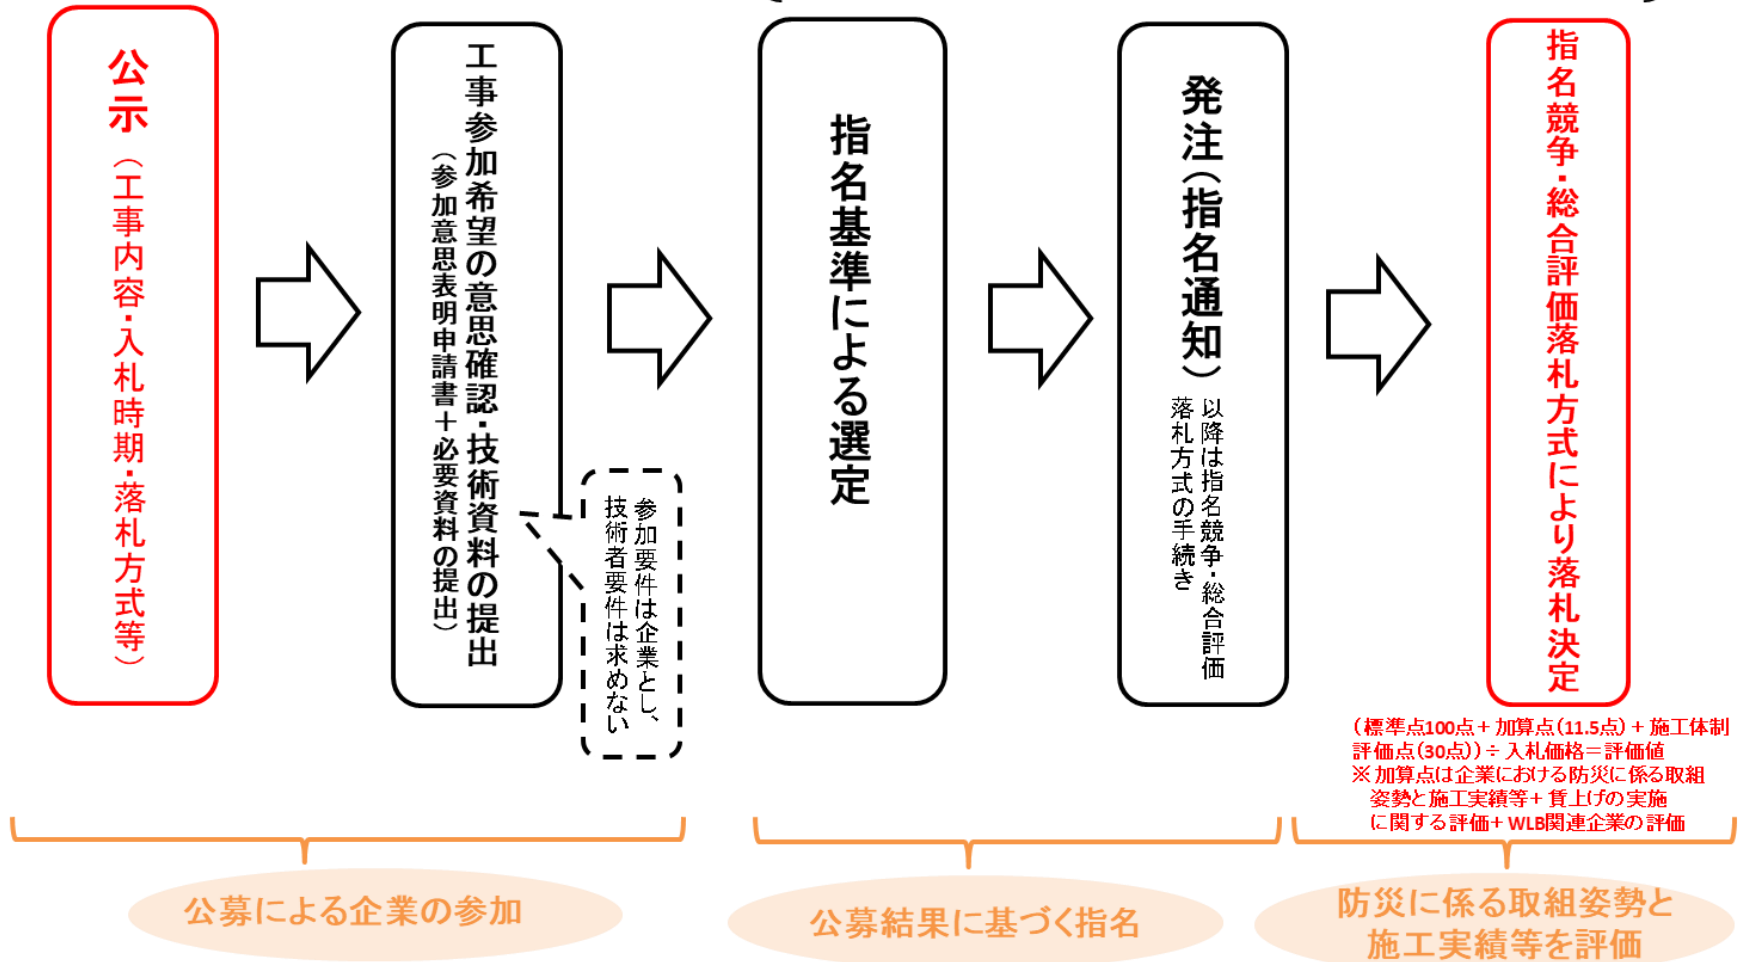 公示（工事内容・入札時期・落札方式等）
工事参加希望の意思確認・技術資料の提出
（参加意思表明申請書＋必要資料の提出）
参加要件は企業とし、
技術者要件は求めない
指名基準による選定
発注（指名通知）
以降は指名競争・総合評価
落札方式の手続き
指名競争・総合評価落札方式により落札決定
（標準点100点＋加算点（11.5点）＋施工体制
評価点（30点））÷入札価格＝評価値
※加算点は企業における防災に係る取組
姿勢と施工実績等＋賃上げの実施
に関する評価＋WLB関連企業の評価
公募による企業の参加
公募結果に基づく指名
防災に係る取組姿勢と
施工実績等を評価